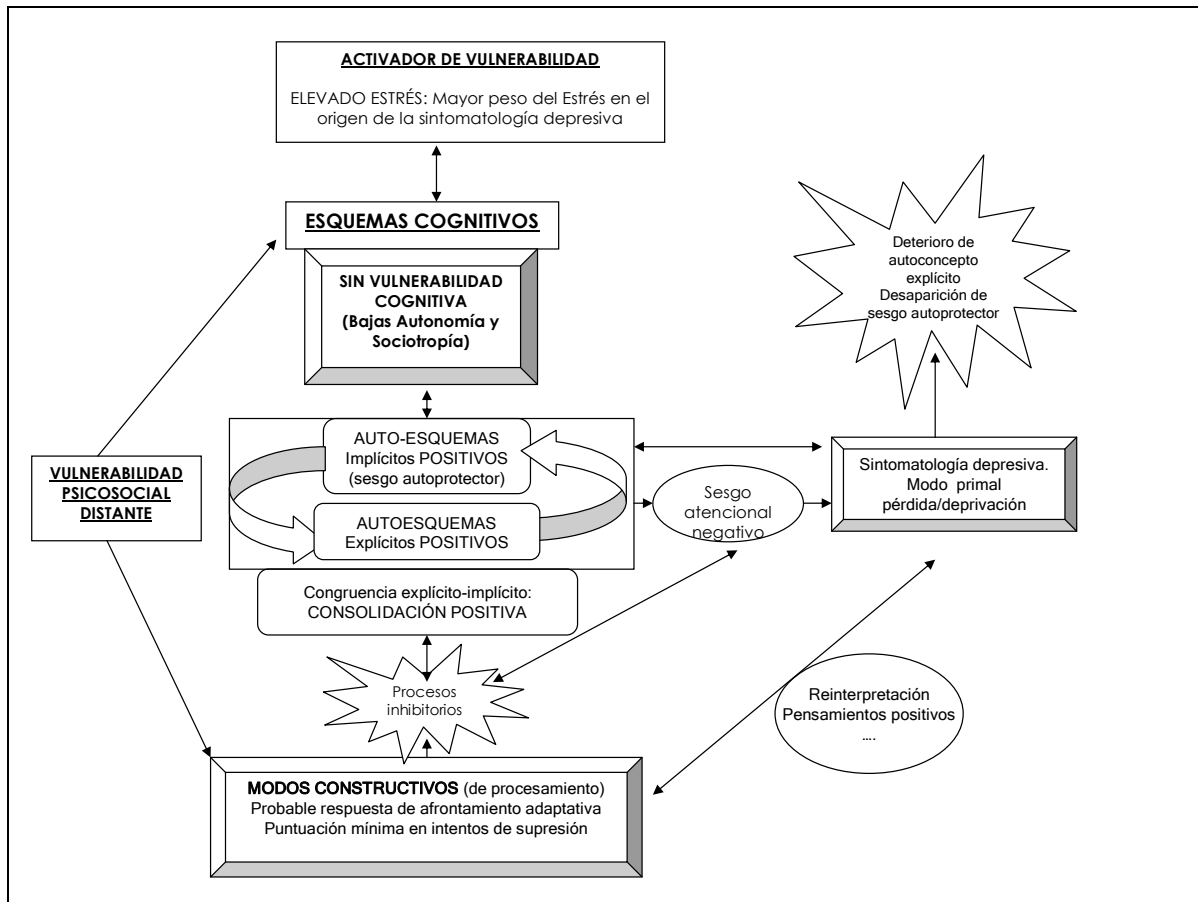 ACTIVADOR DE VULNERABILIDAD
ELEVADO ESTRÉS: Mayor peso del Estrés en el
origen de la sintomatología depresiva
ESQUEMAS COGNITIVOS
SIN VULNERABILIDAD
COGNITIVA
(Bajas Autonomía y
Sociotropía)
Deterioro de
autoconcepto
explícito
Desaparición de
sesgo autoprotector
VULNERABILIDAD
PSICOSOCIAL
DISTANTE
AUTO-ESQUEMAS
Implícitos POSITIVOS
(sesgo autoprotector)
AUTOESQUEMAS
Explícitos POSITIVOS
Sesgo
atencional
negativo
Sintomatología depresiva.
Modo primal
pérdida/deprivación
Congruencia explícito-implícito:
CONSOLIDACIÓN POSITIVA
Procesos
inhibitorios
Reinterpretación
Pensamientos positivos
....
MODOS CONSTRUCTIVOS (de procesamiento)
Probable respuesta de afrontamiento adaptativa
Puntuación mínima en intentos de supresión